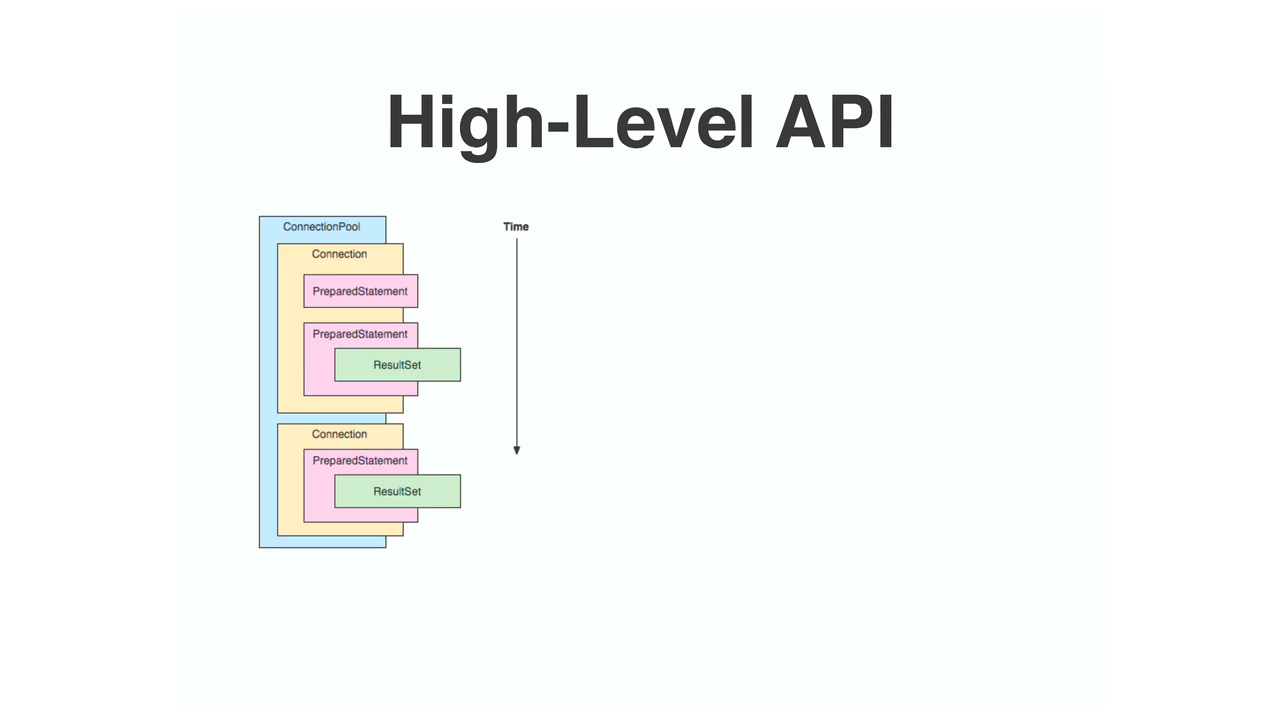 High-Level API
ConnectionPool
Time
Connection
PreparedStatement
PreparedStatement
ResultSet
Connection
PreparedStatement
ResultSet